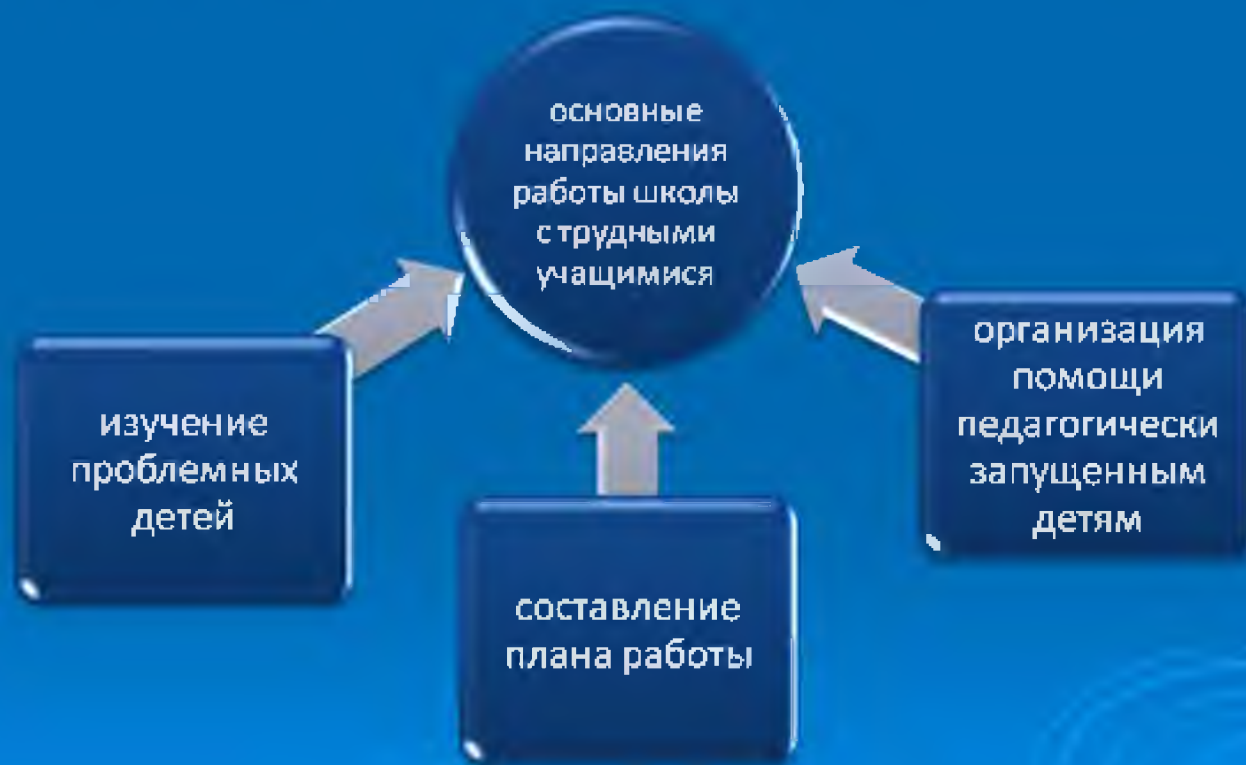 основные
направления
работы школы
с трудными
учащимися
изучение
проблемных
детей
составление
плана работы
организация
помощи
педагогически
запущенным
детям